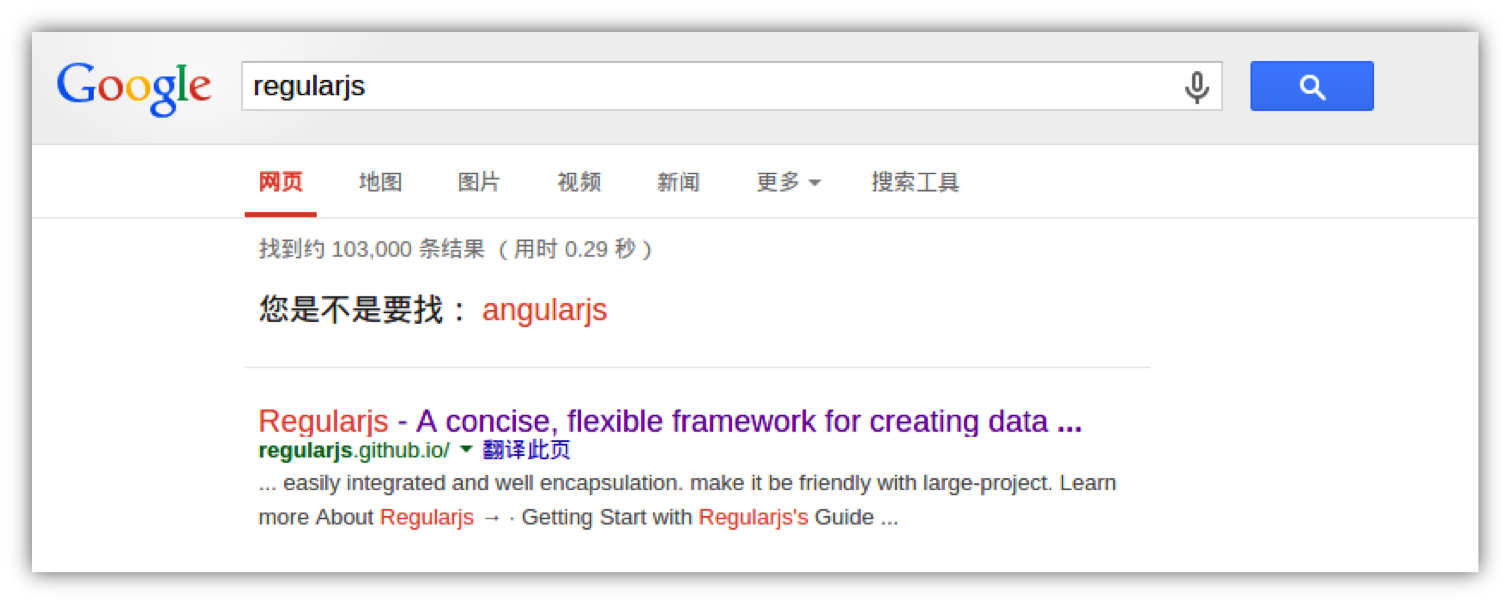 Google regularjs
网页 地图 图片 视频 新闻 更多 搜索工具
找到约 103,000 条结果 （用时 0.29 秒）
您是不是要找： angularjs
Regularjs - A concise, flexible framework for creating data ...
regularjs.github.io/ 翻译此页
... easily integrated and well encapsulation. make it be friendly with large-project. Learn
more About Regularjs → · Getting Start with Regularjs's Guide ...